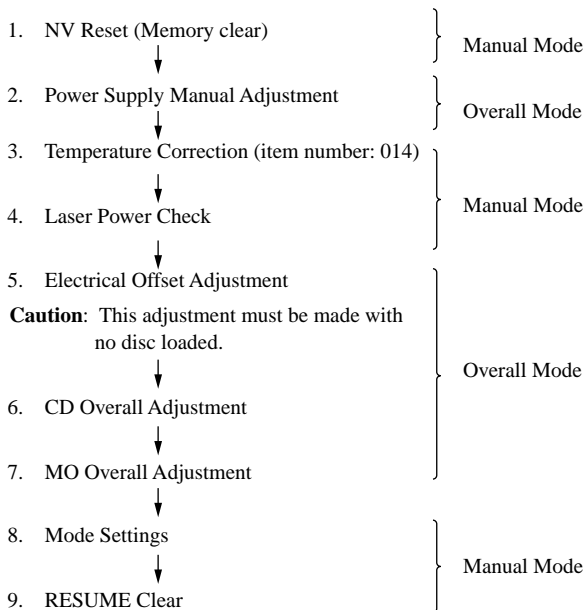 1. NV Reset (Memory clear)
Manual Mode
2. Power Supply Manual Adjustment
Overall Mode
3. Temperature Correction (item number: 014)
4. Laser Power Check
Manual Mode
5. Electrical Offset Adjustment
Caution: This adjustment must be made with
no disc loaded.
6. CD Overall Adjustment
7. MO Overall Adjustment
Overall Mode
8. Mode Settings
9. RESUME Clear
Manual Mode